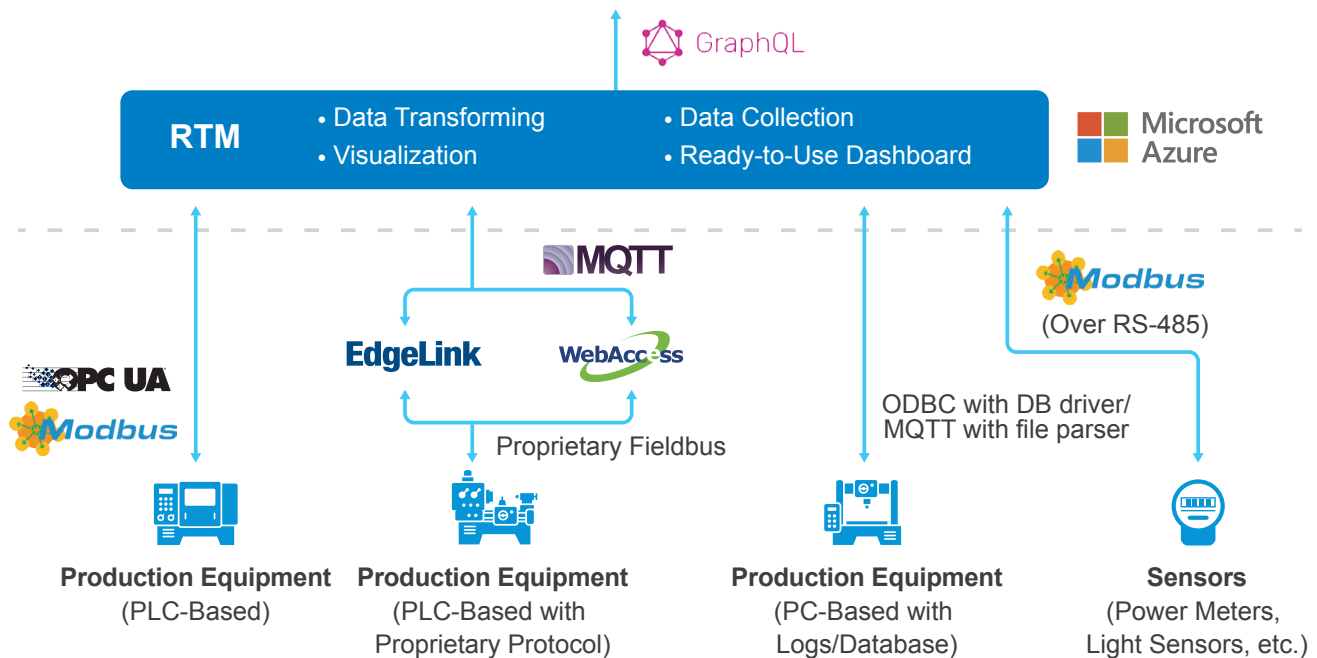 GraphQL
RTM
• Data Transforming
• Visualization
• Data Collection
• Ready-to-Use Dashboard
Microsoft
Azure
MQTT
Modbus
(Over RS-485)
EdgeLink
WebAccess
OPC UA
Modbus
ODBC with DB driver/
MQTT with file parser
Proprietary Fieldbus
Production Equipment
(PLC-Based)
Production Equipment
(PLC-Based with
Proprietary Protocol)
Production Equipment
(PC-Based with
Logs/Database)
Sensors
(Power Meters,
Light Sensors, etc.)